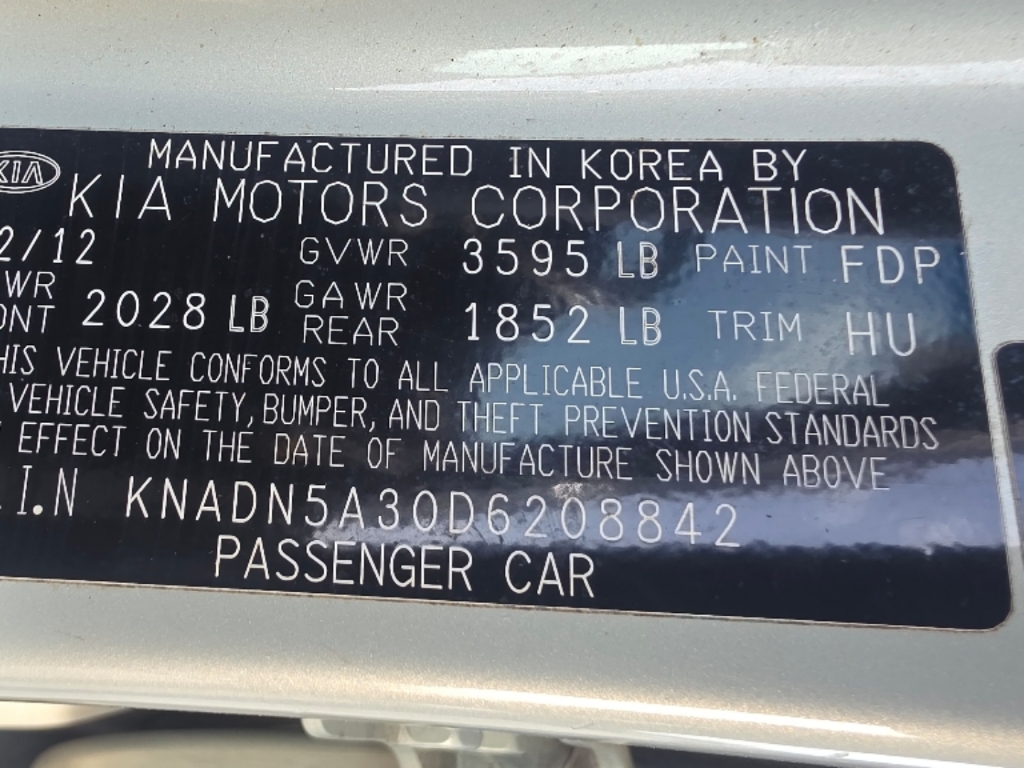 KIA MANUFACTURED IN KOREA BY
KIA MOTORS CORPORATION
2/12 GVWR 3595 LB PAINT FDP
WR GAWR
ONT 2028 LB REAR 1852 LB TRIM HU
HIS VEHICLE CONFORMS TO ALL APPLICABLE U.S.A. FEDERAL
VEHICLE SAFETY, BUMPER, AND THEFT PREVENTION STANDARDS
EFFECT ON THE DATE OF MANUFACTURE SHOWN ABOVE
.I.N KNADN5A30D6208842
PASSENGER CAR